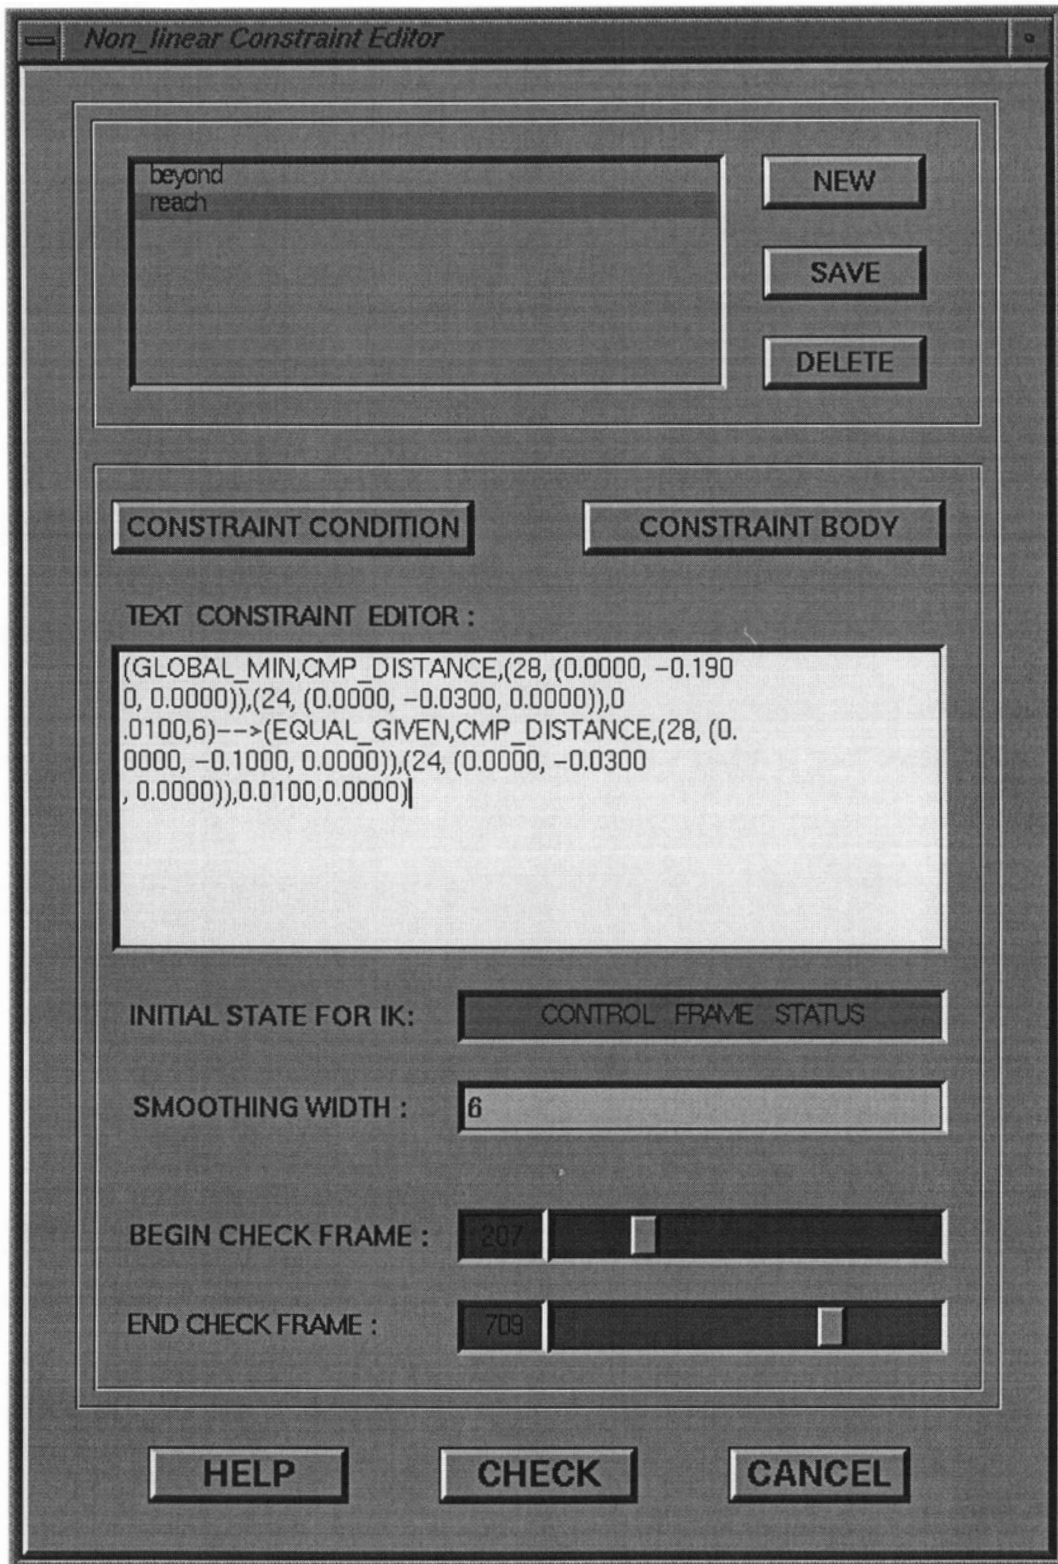 Non_linear Constraint Editor
beyond
reach
NEW
SAVE
DELETE
CONSTRAINT CONDITION
CONSTRAINT BODY
TEXT CONSTRAINT EDITOR :
(GLOBAL_MIN,CMP_DISTANCE,(28, (0.0000, -0.190
0, 0.0000)),(24, (0.0000, -0.0300, 0.0000)),0
.0100,6)-->(EQUAL_GIVEN,CMP_DISTANCE,(28, (0.
0000, -0.1000, 0.0000)),(24, (0.0000, -0.0300
, 0.0000)),0.0100,0.0000)
INITIAL STATE FOR IK:
CONTROL FRAME STATUS
SMOOTHING WIDTH :
6
BEGIN CHECK FRAME :
207
END CHECK FRAME :
709
HELP
CHECK
CANCEL